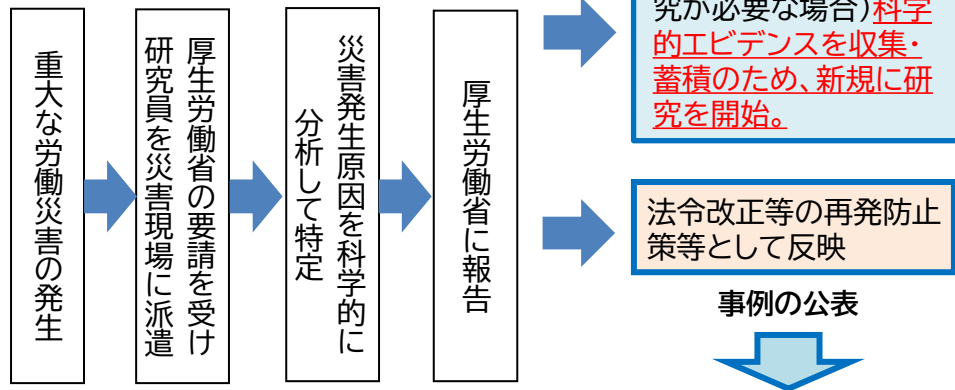 重大な労働災害の発生
厚生労働省の要請を受け
研究員を災害現場に派遣
災害発生原因を科学的に
分析して特定
厚生労働省に報告
究が必要な場合)科学
的エビデンスを収集・
蓄積のため、新規に研
究を開始。
法令改正等の再発防止
策等として反映
事例の公表